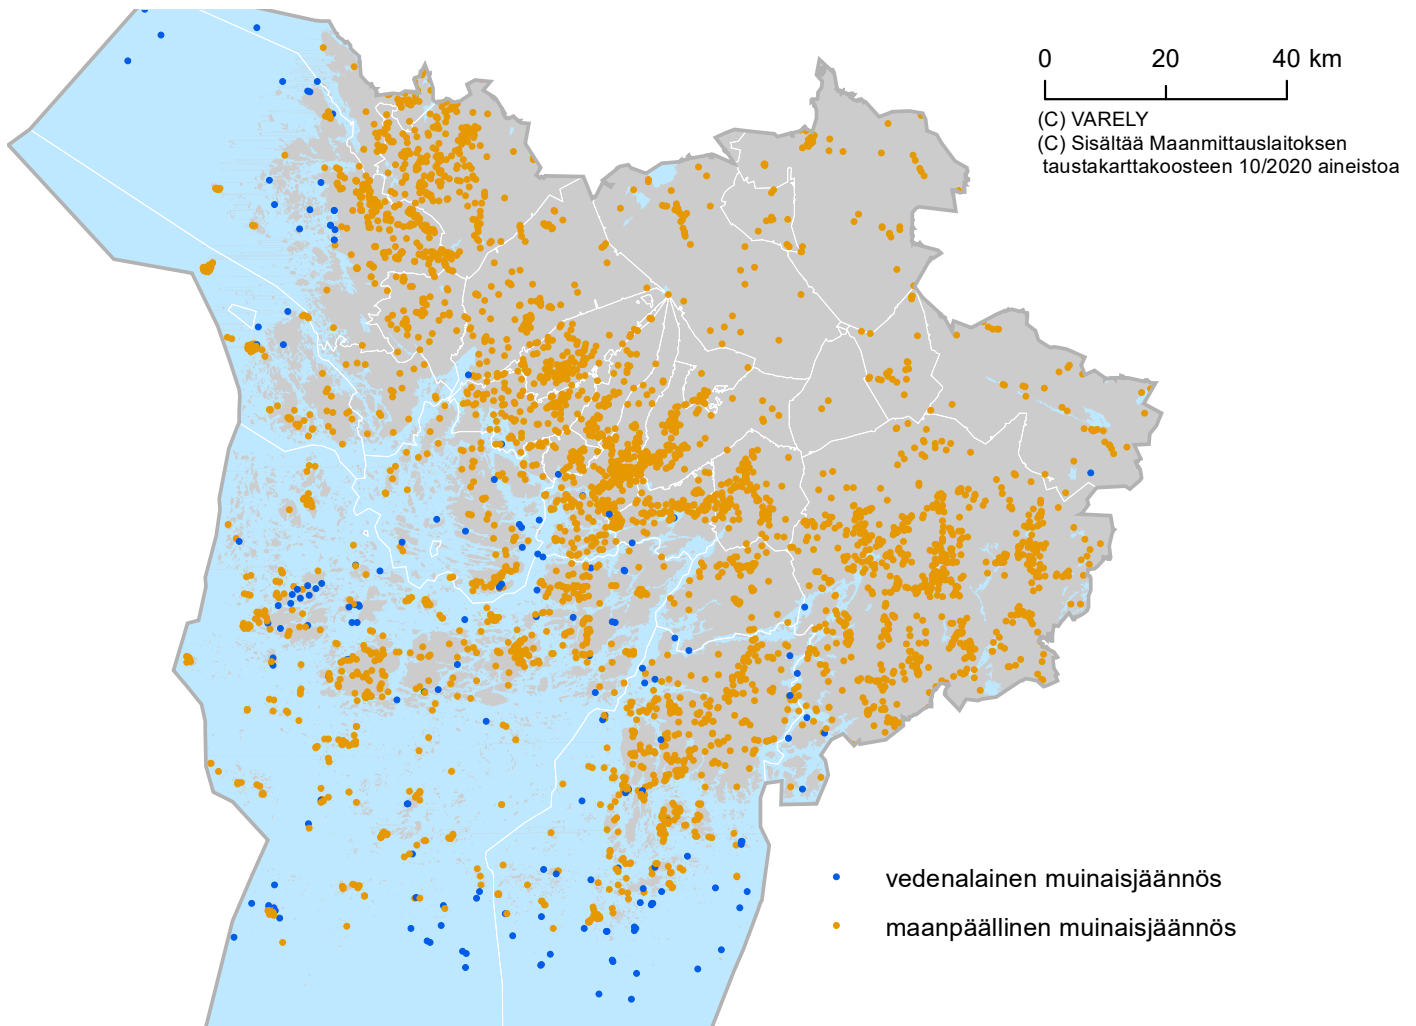 0 20 40 km
(C) VARELY
(C) Sisältää Maanmittauslaitoksen
taustakarttakoosteen 10/2020 aineistoa
vedenalainen muinaisjäännös
maanpäällinen muinaisjäännös